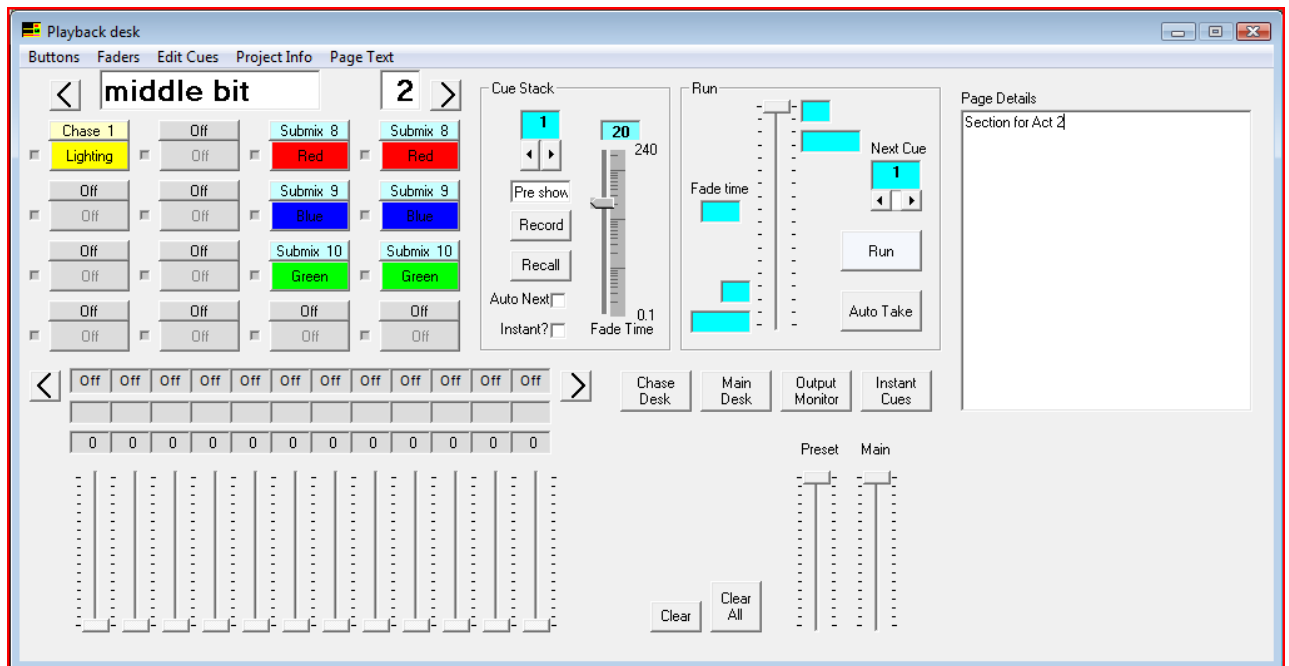 Playback desk
Buttons Faders Edit Cues Project Info Page Text
< middle bit 2 >
Chase 1 Off Submix 8 Submix 8
Lighting Off Red Red
Off Off Submix 9 Submix 9
Off Off Blue Blue
Off Off Submix 10 Submix 10
Off Off Green Green
Off Off Off Off
Off Off Off Off
Cue Stack
1
20
240
Pre show
Record
Recall
Auto Next
Instant?
0.1
Fade Time
Run
Fade time
Next Cue
1
Run
Auto Take
Page Details
Section for Act 2
< Off Off Off Off Off Off Off Off Off Off Off Off >
0 0 0 0 0 0 0 0 0 0 0 0
Chase Main Output Instant
Desk Desk Monitor Cues
Preset Main
Clear
Clear
All